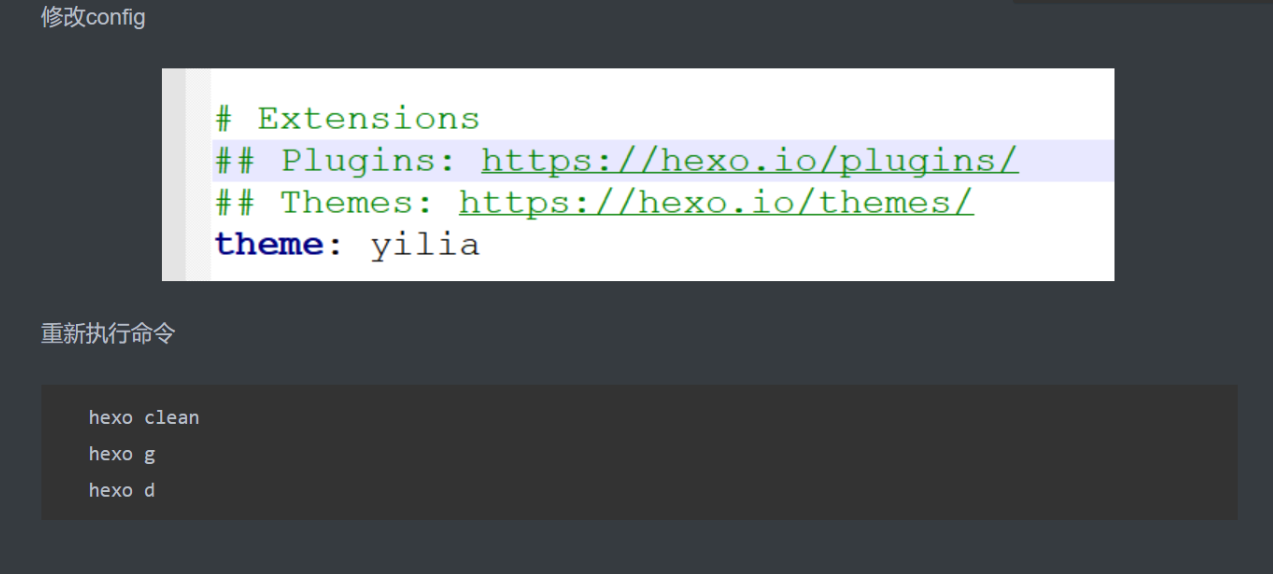 修改config
# Extensions
## Plugins: https://hexo.io/plugins/
## Themes: https://hexo.io/themes/
theme: yilia
重新执行命令
hexo clean
hexo g
hexo d